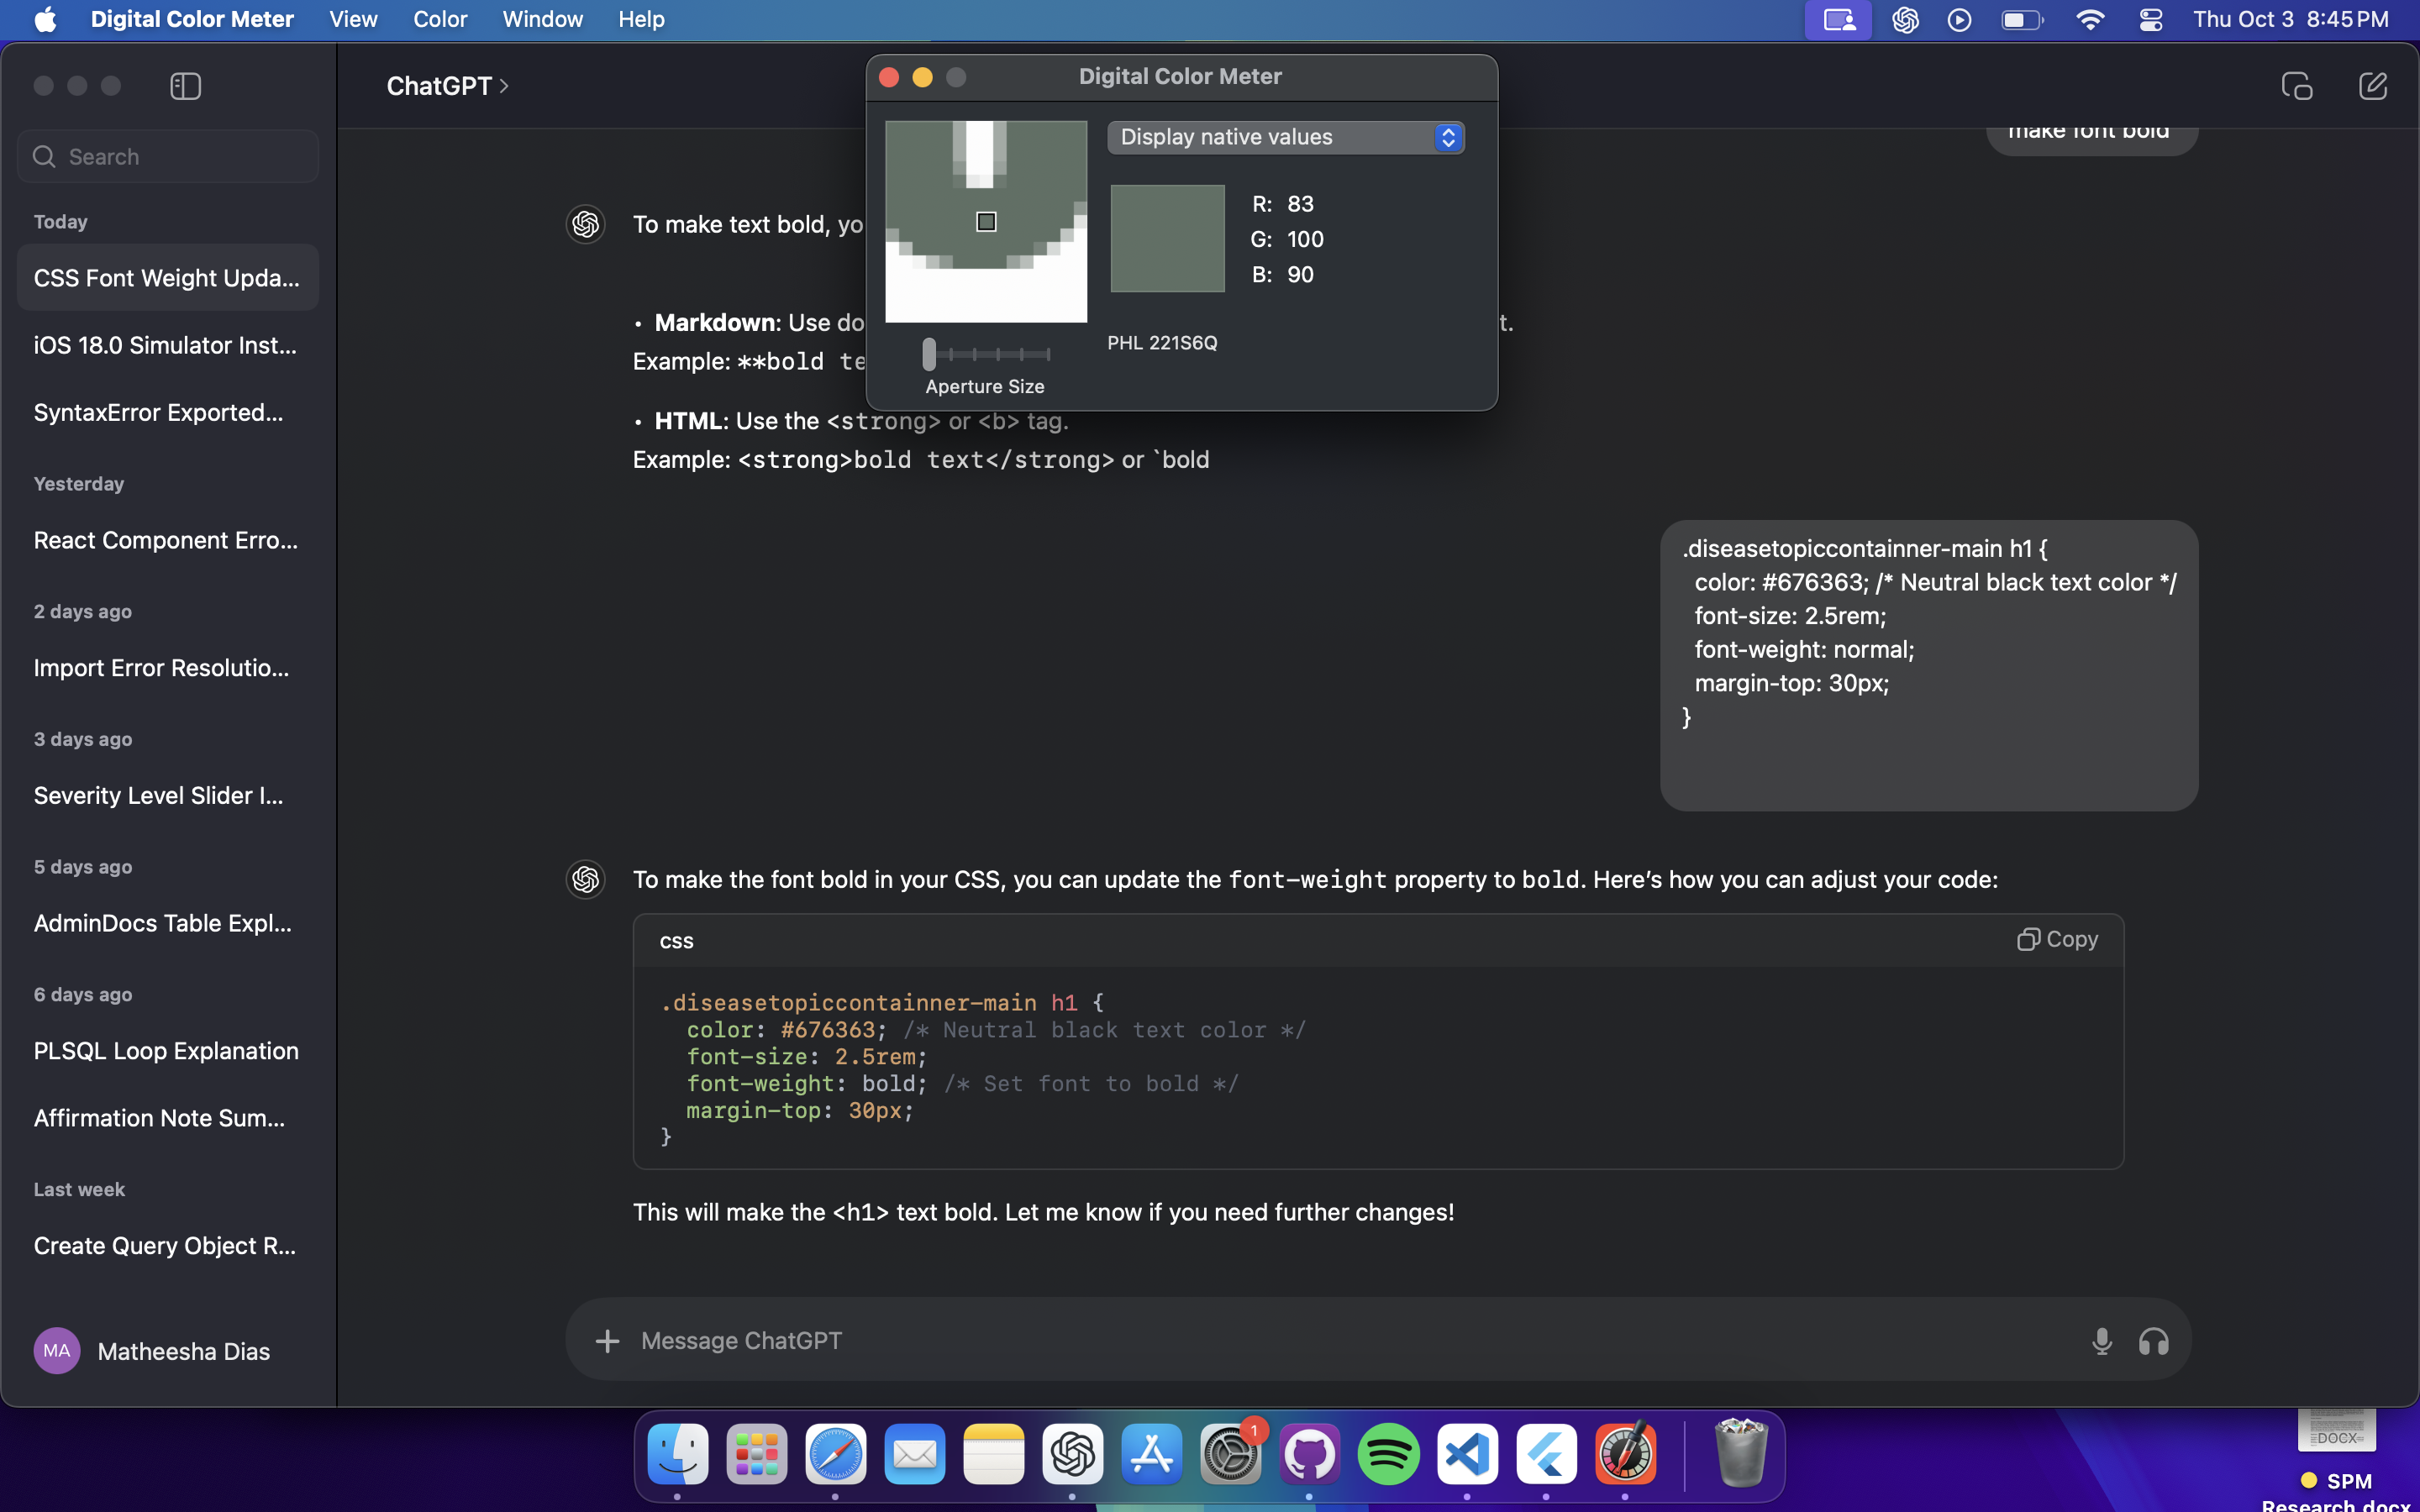 Digital Color Meter View Color Window Help
Thu Oct 3 8:45 PM
Search
Today
CSS Font Weight Upda...
iOS 18.0 Simulator Inst...
SyntaxError Exported...
Yesterday
React Component Erro...
2 days ago
Import Error Resolutio...
3 days ago
Severity Level Slider I...
5 days ago
AdminDocs Table Expl...
6 days ago
PLSQL Loop Explanation
Affirmation Note Sum...
Last week
Create Query Object R...
MA Matheesha Dias
ChatGPT >
Digital Color Meter
Display native values
R: 83
G: 100
B: 90
PHL 221S6Q
Aperture Size
make font bold
To make text bold, yo
• Markdown: Use do t.
Example: **bold te
• HTML: Use the <strong> or <b> tag.
Example: <strong>bold text</strong> or `bold
.diseasetopiccontainner-main h1 {
color: #676363; /* Neutral black text color */
font-size: 2.5rem;
font-weight: normal;
margin-top: 30px;
}
To make the font bold in your CSS, you can update the font-weight property to bold. Here’s how you can adjust your code:
css
Copy
.diseasetopiccontainner-main h1 {
color: #676363; /* Neutral black text color */
font-size: 2.5rem;
font-weight: bold; /* Set font to bold */
margin-top: 30px;
}
This will make the <h1> text bold. Let me know if you need further changes!
Message ChatGPT
1
DOCX
SPM
Research.docx